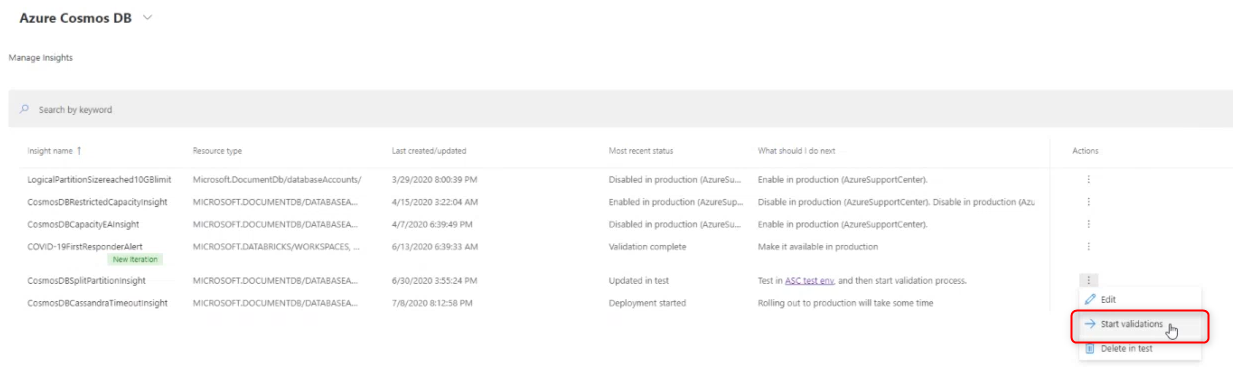 Azure Cosmos DB
Manage Insights
Search by keyword
Insight name ↑ Resource type Last created/updated Most recent status What should I do next Actions
LogicalPartitionSizereached10GBlimit Microsoft.DocumentDb/databaseAccounts/ 3/29/2020 8:00:39 PM Disabled in production (AzureSu... Enable in production (AzureSupportCenter).
CosmosDBRestrictedCapacityInsight MICROSOFT.DOCUMENTDB/DATABASEA... 4/15/2020 3:22:04 AM Enabled in production (AzureSup... Disable in production (AzureSupportCenter). Disable in production (Azu
CosmosDBCapacityEAInsight MICROSOFT.DOCUMENTDB/DATABASEA... 4/7/2020 6:39:49 PM Disabled in production (AzureSu... Enable in production (AzureSupportCenter).
COVID-19FirstResponderAlert MICROSOFT.DATABRICKS/WORKSPACES, ... 6/13/2020 6:39:33 AM Validation complete Make it available in production
New Iteration
CosmosDBSplitPartitionInsight MICROSOFT.DOCUMENTDB/DATABASEA... 6/30/2020 3:55:24 PM Updated in test Test in ASC test env, and then start validation process.
CosmosDBCassandraTimeoutInsight MICROSOFT.DOCUMENTDB/DATABASEA... 7/8/2020 8:12:58 PM Deployment started Rolling out to production will take some time
Edit
Start validations
Delete in test